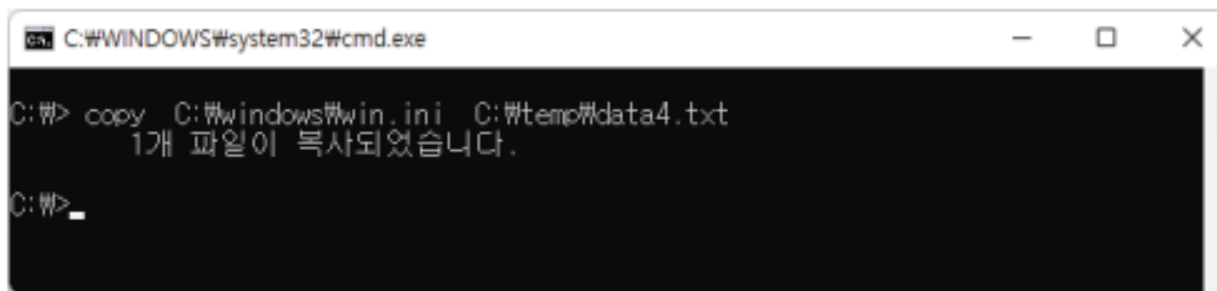 C:₩WINDOWS₩system32₩cmd.exe
C:₩> copy  C:₩windows₩win.ini  C:₩temp₩data4.txt
1개 파일이 복사되었습니다.
C:₩>